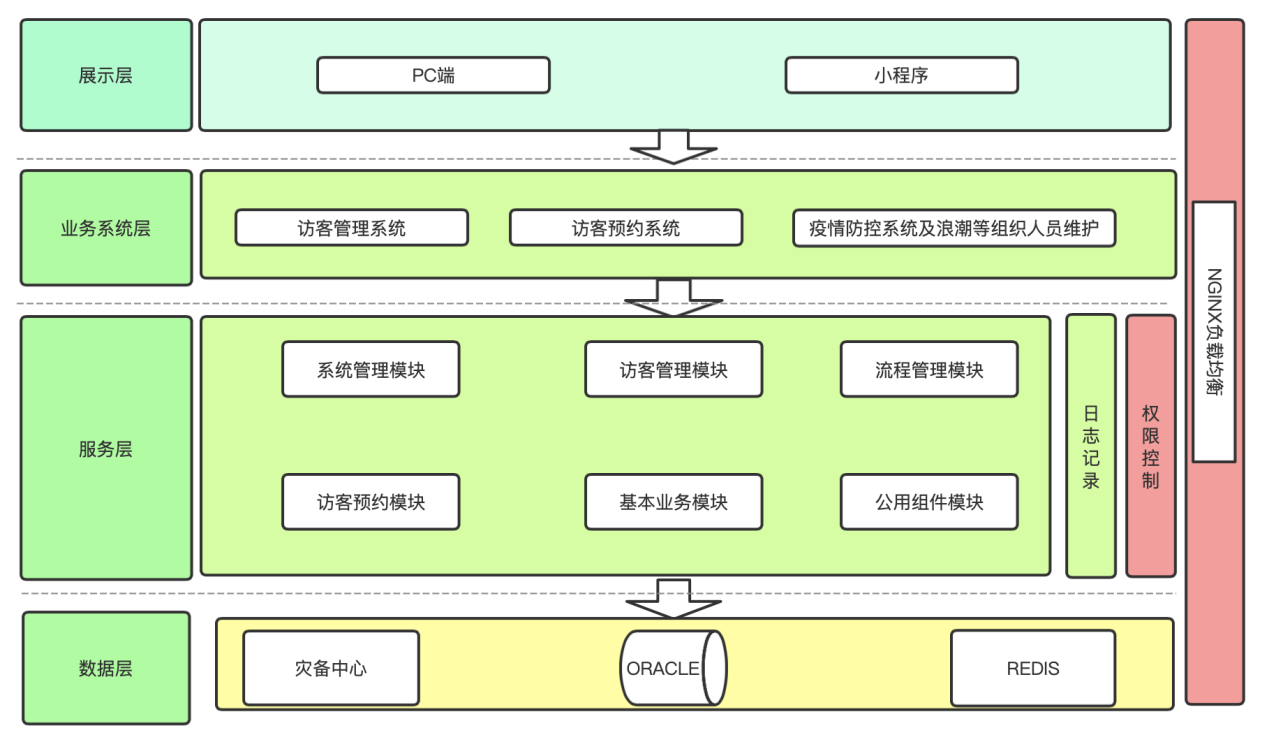 展示层
PC端
小程序
业务系统层
访客管理系统
访客预约系统
疫情防控系统及浪潮等组织人员维护
服务层
系统管理模块
访客管理模块
流程管理模块
访客预约模块
基本业务模块
公用组件模块
日志记录
权限控制
数据层
灾备中心
ORACLE
REDIS
NGINX负载均衡